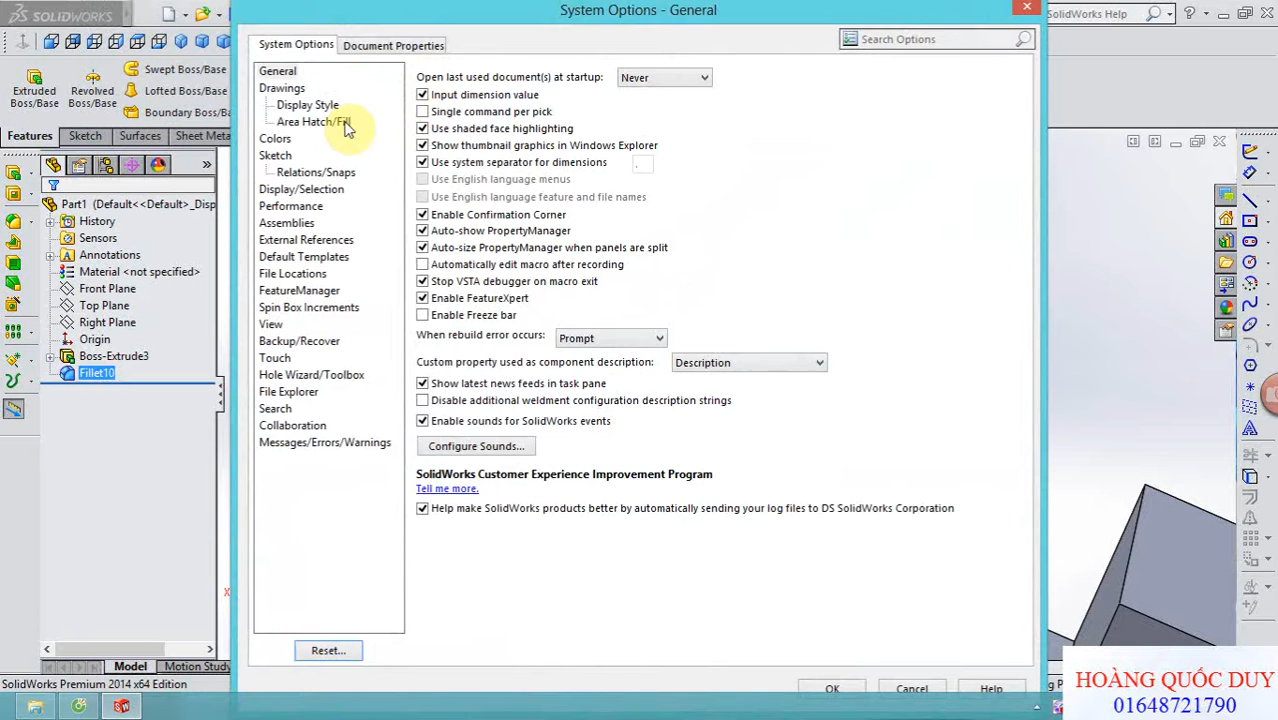 SOLIDWORKS
System Options - General
SolidWorks Help
Extruded Boss/Base
Revolved Boss/Base
Swept Boss/Base
Lofted Boss/Base
Boundary Boss/Base
Features
Sketch
Surfaces
Sheet Meta
Part1 (Default<<Default>_Disp
History
Sensors
Annotations
Material <not specified>
Front Plane
Top Plane
Right Plane
Origin
Boss-Extrude3
Fillet10
System Options
Document Properties
Search Options
General
Drawings
Display Style
Area Hatch/Fill
Colors
Sketch
Relations/Snaps
Display/Selection
Performance
Assemblies
External References
Default Templates
File Locations
FeatureManager
Spin Box Increments
View
Backup/Recover
Touch
Hole Wizard/Toolbox
File Explorer
Search
Collaboration
Messages/Errors/Warnings
Reset...
Open last used document(s) at startup: Never
Input dimension value
Single command per pick
Use shaded face highlighting
Show thumbnail graphics in Windows Explorer
Use system separator for dimensions .
Use English language menus
Use English language feature and file names
Enable Confirmation Corner
Auto-show PropertyManager
Auto-size PropertyManager when panels are split
Automatically edit macro after recording
Stop VSTA debugger on macro exit
Enable FeatureXpert
Enable Freeze bar
When rebuild error occurs: Prompt
Custom property used as component description: Description
Show latest news feeds in task pane
Disable additional weldment configuration description strings
Enable sounds for SolidWorks events
Configure Sounds...
SolidWorks Customer Experience Improvement Program
Tell me more.
Help make SolidWorks products better by automatically sending your log files to DS SolidWorks Corporation
OK Cancel Help
Model
Motion Study
SolidWorks Premium 2014 x64 Edition
HOÀNG QUỐC DUY
01648721790